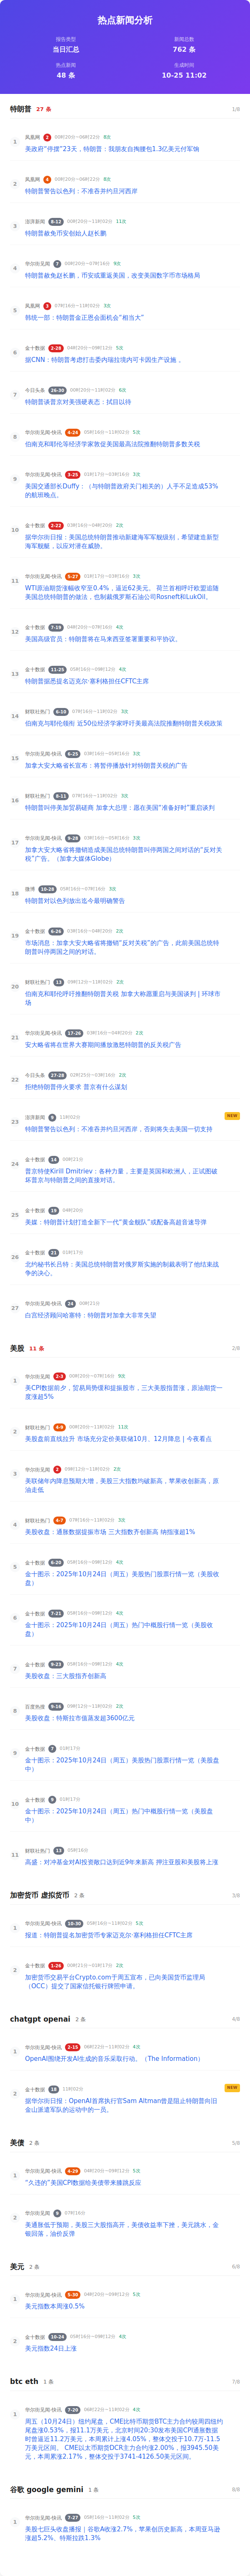 热点新闻分析
报告类型
新闻总数
当日汇总
762 条
热点新闻
生成时间
48 条
10-25 11:02
特朗普 27 条 1/8
1 凤凰网 2 00时20分~06时22分 8次
美政府“停摆”23天，特朗普：我朋友自掏腰包1.3亿美元付军饷
2 凤凰网 4 00时20分~06时22分 8次
特朗普警告以色列：不准吞并约旦河西岸
3 澎湃新闻 8-12 00时20分~11时02分 11次
特朗普赦免币安创始人赵长鹏
4 华尔街见闻 7 00时20分~07时16分 9次
特朗普赦免赵长鹏，币安或重返美国，改变美国数字币市场格局
5 凤凰网 3 07时16分~11时02分 3次
韩统一部：特朗普金正恩会面机会“相当大”
6 金十数据 2-28 04时20分~09时12分 5次
据CNN：特朗普考虑打击委内瑞拉境内可卡因生产设施 。
7 今日头条 26-30 00时20分~11时02分 6次
特朗普谈普京对美强硬表态：拭目以待
8 华尔街见闻-快讯 4-24 05时16分~11时02分 5次
伯南克和耶伦等经济学家敦促美国最高法院推翻特朗普多数关税
9 华尔街见闻-快讯 3-25 01时17分~03时16分 3次
美国交通部长Duffy：（与特朗普政府关门相关的）人手不足造成53%
的航班晚点。
10 金十数据 2-22 03时16分~04时20分 2次
据华尔街日报：美国总统特朗普推动新建海军军舰级别，希望建造新型
海军舰艇，以应对潜在威胁。
11 华尔街见闻-快讯 5-27 01时17分~03时16分 3次
WTI原油期货涨幅收窄至0.4%，逼近62美元。 荷兰首相呼吁欧盟追随
美国总统特朗普的做法，也制裁俄罗斯石油公司Rosneft和LukOil。
12 金十数据 7-19 04时20分~07时16分 4次
美国高级官员：特朗普将在马来西亚签署重要和平协议。
13 金十数据 11-25 05时16分~09时12分 4次
特朗普据悉提名迈克尔·塞利格担任CFTC主席
14 财联社热门 6-10 07时16分~11时02分 3次
伯南克与耶伦领衔 近50位经济学家呼吁美最高法院推翻特朗普关税政策
15 华尔街见闻-快讯 6-25 03时16分~05时16分 3次
加拿大安大略省长宣布：将暂停放针对特朗普关税的广告
16 财联社热门 8-11 07时16分~11时02分 3次
特朗普叫停美加贸易磋商 加拿大总理：愿在美国“准备好时”重启谈判
17 华尔街见闻-快讯 9-28 03时16分~05时16分 3次
加拿大安大略省将撤销造成美国总统特朗普叫停两国之间对话的“反对关
税”广告。（加拿大媒体Globe）
18 微博 10-28 05时16分~07时16分 3次
特朗普对以色列放出迄今最明确警告
19 金十数据 6-26 03时16分~04时20分 2次
市场消息：加拿大安大略省将撤销“反对关税”的广告，此前美国总统特
朗普叫停两国之间的对话。
20 财联社热门 13 09时12分~11时02分 2次
伯南克和耶伦呼吁推翻特朗普关税 加拿大称愿重启与美国谈判 | 环球市
场
21 华尔街见闻-快讯 17-26 03时16分~04时20分 2次
安大略省将在世界大赛期间播放激怒特朗普的反关税广告
22 今日头条 27-28 02时25分~03时16分 2次
拒绝特朗普停火要求 普京有什么谋划
23 澎湃新闻 9 11时02分 NEW
特朗普警告以色列：不准吞并约旦河西岸，否则将失去美国一切支持
24 金十数据 14 00时21分
普京特使Kirill Dmitriev：各种力量，主要是英国和欧洲人，正试图破
坏普京与特朗普之间的直接对话。
25 金十数据 19 04时20分
美媒：特朗普计划打造全新下一代“黄金舰队”或配备高超音速导弹
26 金十数据 21 01时17分
北约秘书长吕特：美国总统特朗普对俄罗斯实施的制裁表明了他结束战
争的决心。
27 华尔街见闻-快讯 24 00时21分
白宫经济顾问哈塞特：特朗普对加拿大非常失望
美股 11 条 2/8
1 华尔街见闻 2-3 00时20分~07时16分 9次
美CPI数据前夕，贸易局势缓和提振股市，三大美股指普涨，原油期货一
度涨超5%
2 财联社热门 4-9 00时20分~11时02分 11次
美股盘前直线拉升 市场充分定价美联储10月、12月降息 | 今夜看点
3 华尔街见闻 2 09时12分~11时02分 2次
美联储年内降息预期大增，美股三大指数均破新高，苹果收创新高，原
油走低
4 财联社热门 4-7 07时16分~11时02分 3次
美股收盘：通胀数据提振市场 三大指数齐创新高 纳指涨超1%
5 金十数据 6-20 05时16分~09时12分 4次
金十图示：2025年10月24日（周五）美股热门股票行情一览（美股收
盘）
6 金十数据 7-21 05时16分~09时12分 4次
金十图示：2025年10月24日（周五）热门中概股行情一览（美股收
盘）
7 金十数据 9-23 05时16分~09时12分 4次
美股收盘：三大股指齐创新高
8 百度热搜 9-16 09时12分~11时02分 2次
美股收盘：特斯拉市值蒸发超3600亿元
9 金十数据 7 01时17分
金十图示：2025年10月24日（周五）美股热门股票行情一览（美股盘
中）
10 金十数据 9 01时17分
金十图示：2025年10月24日（周五）热门中概股行情一览（美股盘
中）
11 财联社热门 13 05时16分
高盛：对冲基金对AI投资敞口达到近9年来新高 押注亚股和美股将上涨
加密货币 虚拟货币 2 条 3/8
1 华尔街见闻-快讯 10-30 05时16分~11时02分 5次
报道：特朗普提名加密货币专家迈克尔·塞利格担任CFTC主席
2 金十数据 1-26 00时21分~01时17分 2次
加密货币交易平台Crypto.com于周五宣布，已向美国货币监理局
（OCC）提交了国家信托银行牌照申请。
chatgpt openai 2 条 4/8
1 华尔街见闻-快讯 2-15 06时22分~11时02分 4次
OpenAI围绕开发AI生成的音乐采取行动。（The Information）
2 金十数据 18 11时02分 NEW
据华尔街日报：OpenAI首席执行官Sam Altman曾是阻止特朗普向旧
金山派遣军队的运动中的一员。
美债 2 条 5/8
1 华尔街见闻-快讯 4-29 04时20分~09时12分 5次
“久违的”美国CPI数据给美债带来膝跳反应
2 华尔街见闻 9 07时16分
美通胀低于预期，美股三大股指高开，美债收益率下挫，美元跳水，金
银回落，油价反弹
美元 2 条 6/8
1 华尔街见闻-快讯 5-30 04时20分~09时12分 5次
美元指数本周涨0.5%
2 金十数据 10-24 05时16分~09时12分 4次
美元指数24日上涨
btc eth 1 条 7/8
1 华尔街见闻-快讯 7-20 06时22分~11时02分 4次
周五（10月24日）纽约尾盘，CME比特币期货BTC主力合约较周四纽约
尾盘涨0.53%，报11.1万美元，北京时间20:30发布美国CPI通胀数据
时曾逼近11.2万美元，本周累计上涨4.05%，整体交投于10.7万-11.5
万美元区间。 CME以太币期货DCR主力合约涨2.00%，报3945.50美
元，本周累涨2.17%，整体交投于3741-4126.50美元区间。
谷歌 google gemini 1 条 8/8
1 华尔街见闻-快讯 7-27 05时16分~11时02分 5次
美股七巨头收盘播报 | 谷歌A收涨2.7%，苹果创历史新高，本周亚马逊
涨超5.2%、特斯拉跌1.3%